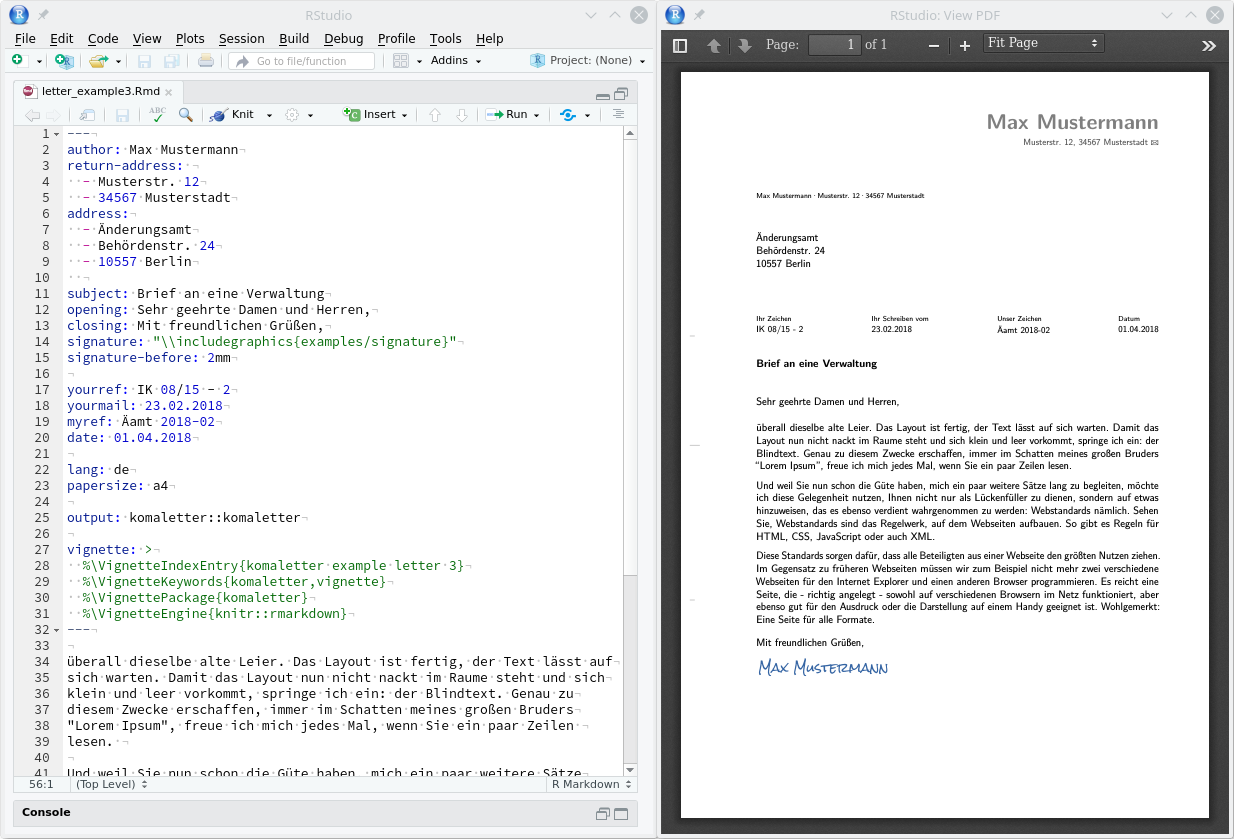 RStudio
File Edit Code View Plots Session Build Debug Profile Tools Help
Go to file/function Addins Project: (None)
letter_example3.Rmd
ABC Knit Insert Run
1 ---
2 author: Max Mustermann
3 return-address:
4 - Musterstr. 12
5 - 34567 Musterstadt
6 address:
7 - Änderungsamt
8 - Behördenstr. 24
9 - 10557 Berlin
10
11 subject: Brief an eine Verwaltung
12 opening: Sehr geehrte Damen und Herren,
13 closing: Mit freundlichen Grüßen,
14 signature: "\\includegraphics{examples/signature}"
15 signature-before: 2mm
16
17 yourref: IK 08/15 - 2
18 yourmail: 23.02.2018
19 myref: Äamt 2018-02
20 date: 01.04.2018
21
22 lang: de
23 papersize: a4
24
25 output: komaletter::komaletter
26
27 vignette: >
28 %\VignetteIndexEntry{komaletter example letter 3}
29 %\VignetteKeywords{komaletter,vignette}
30 %\VignettePackage{komaletter}
31 %\VignetteEngine{knitr::rmarkdown}
32 ---
33
34 überall dieselbe alte Leier. Das Layout ist fertig, der Text lässt auf
35 sich warten. Damit das Layout nun nicht nackt im Raume steht und sich
36 klein und leer vorkommt, springe ich ein: der Blindtext. Genau zu
37 diesem Zwecke erschaffen, immer im Schatten meines großen Bruders
38 "Lorem Ipsum", freue ich mich jedes Mal, wenn Sie ein paar Zeilen
39 lesen.
40
41 Und weil Sie nun schon die Güte haben, mich ein paar weitere Sätze
56:1 (Top Level) R Markdown
Console
RStudio: View PDF
Page: 1 of 1 Fit Page
Max Mustermann
Musterstr. 12, 34567 Musterstadt ✉
Max Mustermann · Musterstr. 12 · 34567 Musterstadt
Änderungsamt
Behördenstr. 24
10557 Berlin
Ihr Zeichen Ihr Schreiben vom Unser Zeichen Datum
IK 08/15 - 2 23.02.2018 Äamt 2018-02 01.04.2018
Brief an eine Verwaltung
Sehr geehrte Damen und Herren,
überall dieselbe alte Leier. Das Layout ist fertig, der Text lässt auf sich warten. Damit das
Layout nun nicht nackt im Raume steht und sich klein und leer vorkommt, springe ich ein: der
Blindtext. Genau zu diesem Zwecke erschaffen, immer im Schatten meines großen Bruders
"Lorem Ipsum", freue ich mich jedes Mal, wenn Sie ein paar Zeilen lesen.
Und weil Sie nun schon die Güte haben, mich ein paar weitere Sätze lang zu begleiten, möchte
ich diese Gelegenheit nutzen, Ihnen nicht nur als Lückenfüller zu dienen, sondern auf etwas
hinzuweisen, das es ebenso verdient wahrgenommen zu werden: Webstandards nämlich. Sehen
Sie, Webstandards sind das Regelwerk, auf dem Webseiten aufbauen. So gibt es Regeln für
HTML, CSS, JavaScript oder auch XML.
Diese Standards sorgen dafür, dass alle Beteiligten aus einer Webseite den größten Nutzen ziehen.
Im Gegensatz zu früheren Webseiten müssen wir zum Beispiel nicht mehr zwei verschiedene
Webseiten für den Internet Explorer und einen anderen Browser programmieren. Es reicht eine
Seite, die - richtig angelegt - sowohl auf verschiedenen Browsern im Netz funktioniert, aber
ebenso gut für den Ausdruck oder die Darstellung auf einem Handy geeignet ist. Wohlgemerkt:
Eine Seite für alle Formate.
Mit freundlichen Grüßen,
Max Mustermann